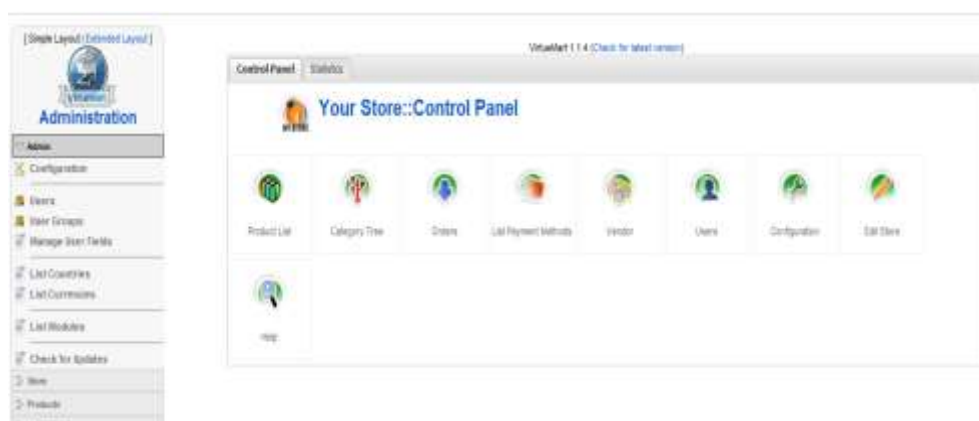 [ Simple Layout | Extended Layout ]
VirtueMart
Administration
Admin
Configuration
Users
User Groups
Manage User Fields
List Countries
List Currencies
List Modules
Check for Updates
Store
Products
VirtueMart 1.1.4 (Check for latest version)
Control Panel
Statistics
Your Store::Control Panel
Product List
Category Tree
Orders
List Payment Methods
Vendor
Users
Configuration
Edit Store
Help